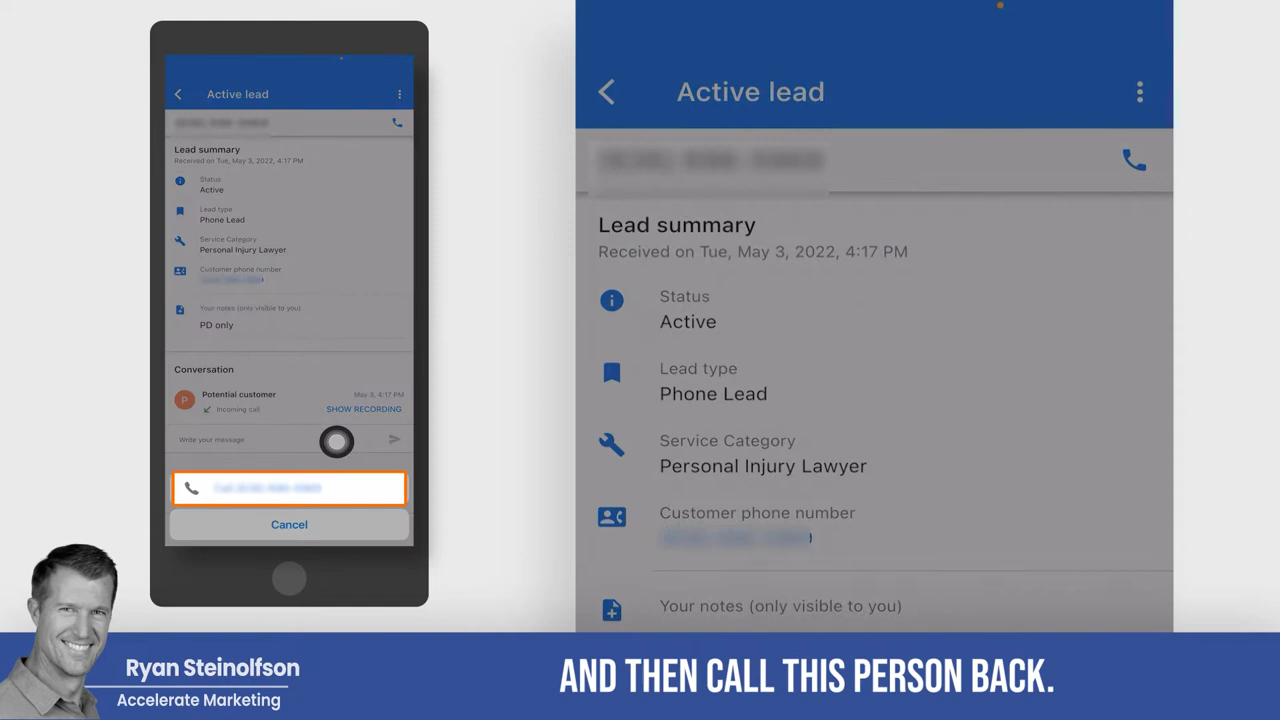 Active lead
Lead summary
Received on Tue, May 3, 2022, 4:17 PM
Status
Active
Lead type
Phone Lead
Service Category
Personal Injury Lawyer
Customer phone number
Your notes (only visible to you)
PD only
Conversation
P
Potential customer
May 3, 4:17 PM
Incoming call
SHOW RECORDING
Write your message
Cancel
Active lead
Lead summary
Received on Tue, May 3, 2022, 4:17 PM
Status
Active
Lead type
Phone Lead
Service Category
Personal Injury Lawyer
Customer phone number
Your notes (only visible to you)
Ryan Steinolfson
Accelerate Marketing
AND THEN CALL THIS PERSON BACK.